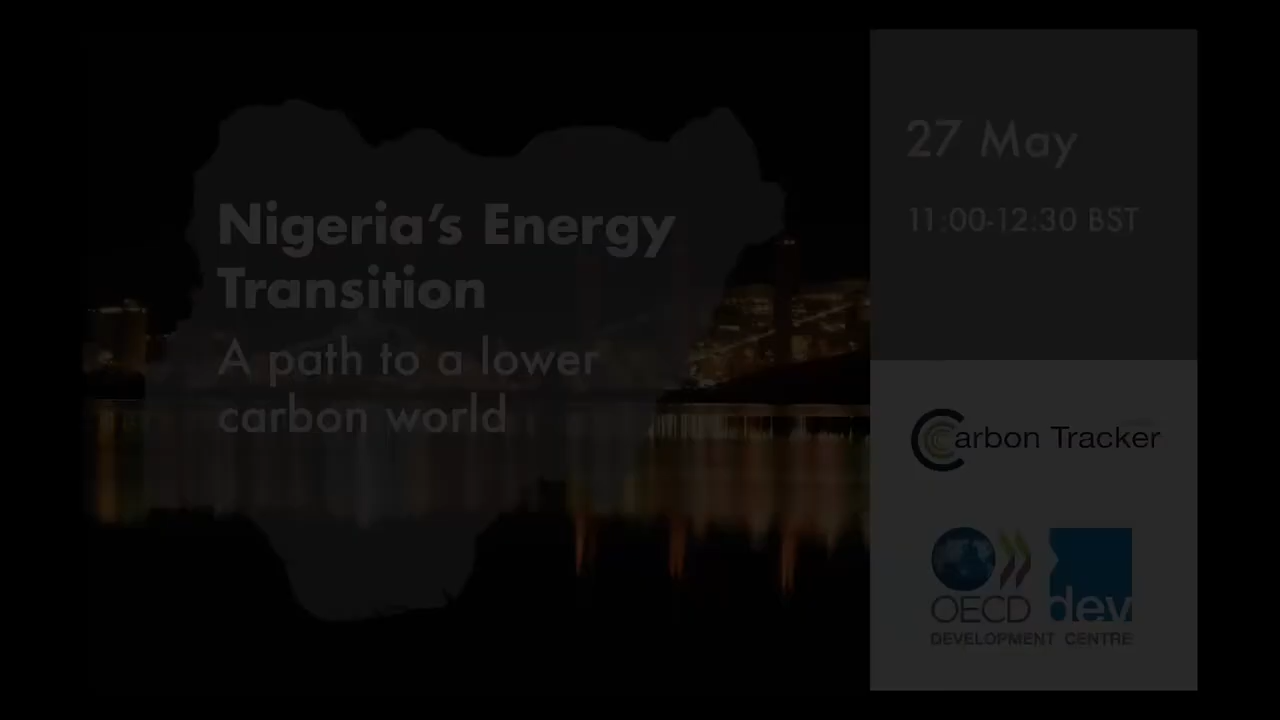 Nigeria's Energy
Transition
A path to a lower
carbon world
27 May
11:00-12:30 BST
Carbon Tracker
OECD
dev
DEVELOPMENT CENTRE